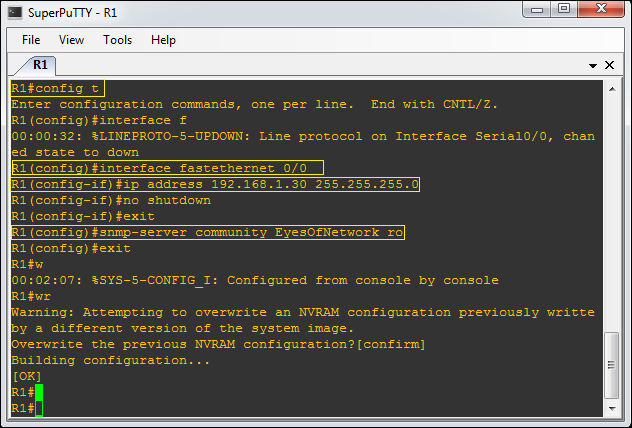 SuperPuTTY - R1
File View Tools Help
R1
R1#config t
Enter configuration commands, one per line.  End with CNTL/Z.
R1(config)#interface f
00:00:32: %LINEPROTO-5-UPDOWN: Line protocol on Interface Serial0/0, chan
ed state to down
R1(config)#interface fastethernet 0/0
R1(config-if)#ip address 192.168.1.30 255.255.255.0
R1(config-if)#no shutdown
R1(config-if)#exit
R1(config)#snmp-server community EyesOfNetwork ro
R1(config)#exit
R1#w
00:02:07: %SYS-5-CONFIG_I: Configured from console by console
R1#wr
Warning: Attempting to overwrite an NVRAM configuration previously writte
by a different version of the system image.
Overwrite the previous NVRAM configuration?[confirm]
Building configuration...
[OK]
R1#
R1#